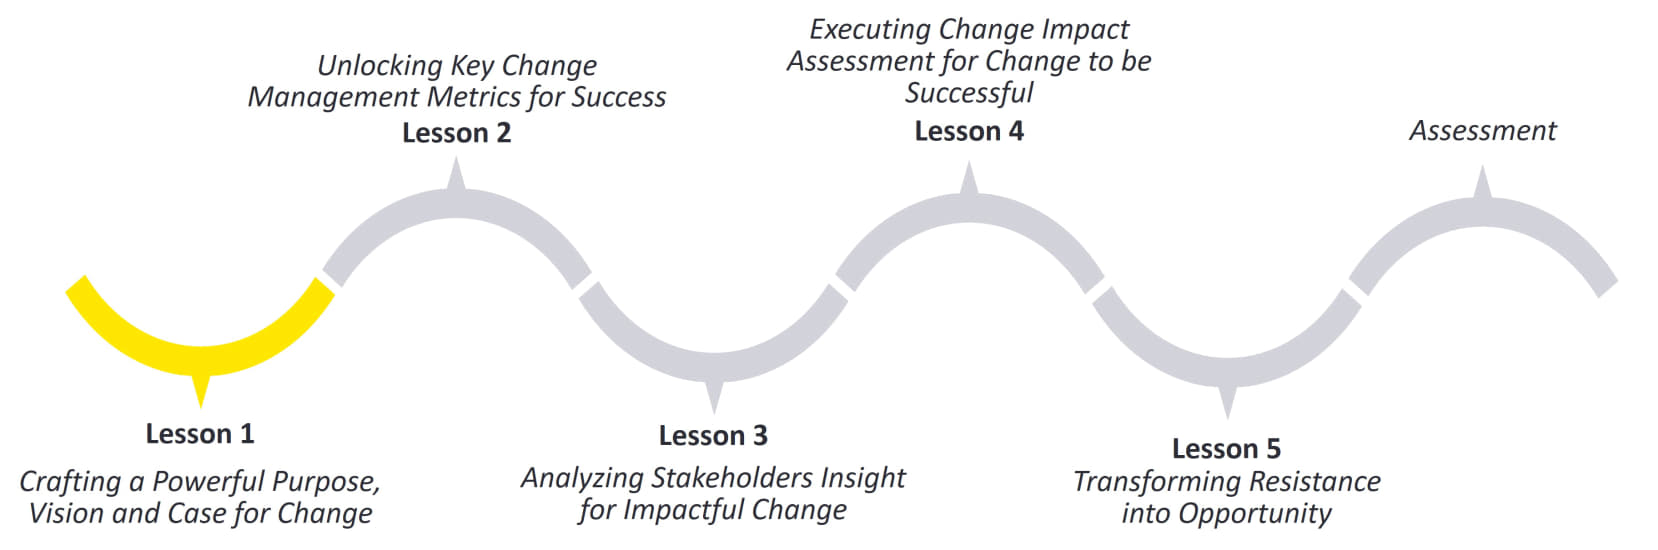 Lesson 1
Crafting a Powerful Purpose,
Vision and Case for Change
Unlocking Key Change
Management Metrics for Success
Lesson 2
Lesson 3
Analyzing Stakeholders Insight
for Impactful Change
Executing Change Impact
Assessment for Change to be
Successful
Lesson 4
Lesson 5
Transforming Resistance
into Opportunity
Assessment